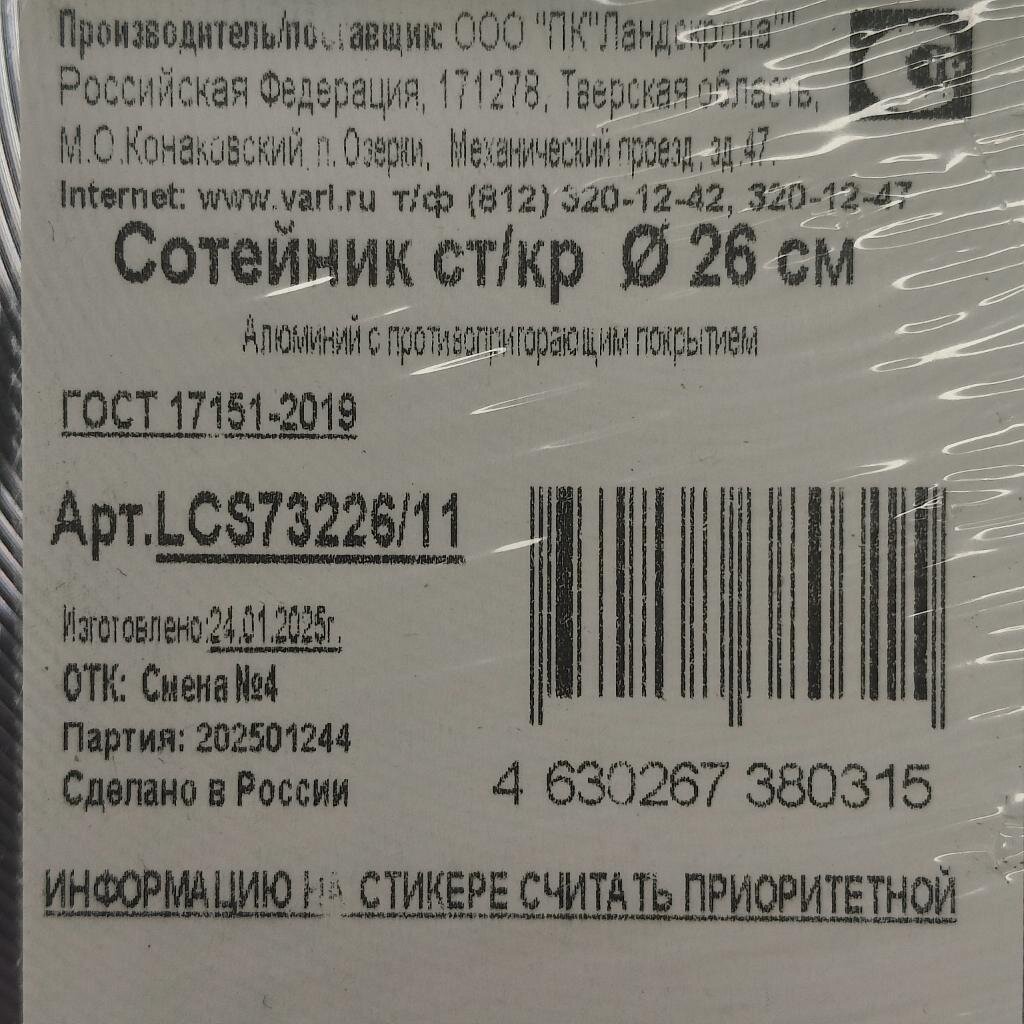 Производитель/поставщик: ООО "ПК"Ландскрона""
Российская Федерация, 171278, Тверская область,
М.О.Конаковский, п. Озерки, Механический проезд, зд.47.
Internet: www.vari.ru т/ф (812) 320-12-42, 320-12-47
Сотейник ст/кр Ø 26 см
Алюминий с противопригорающим покрытием
ГОСТ 17151-2019
Арт.LCS73226/11
Изготовлено:24.01.2025г.
ОТК: Смена №4
Партия: 202501244
Сделано в России
4 630267 380315
ИНФОРМАЦИЮ НА СТИКЕРЕ СЧИТАТЬ ПРИОРИТЕТНОЙ